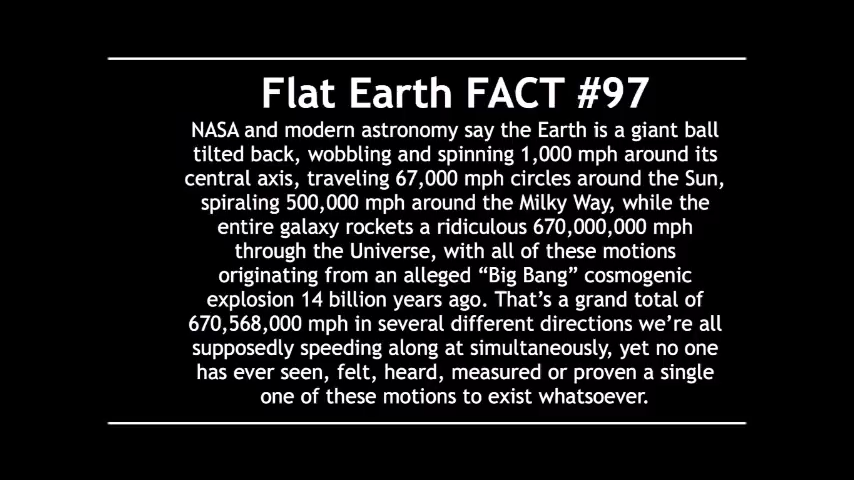 Flat Earth FACT #97
NASA and modern astronomy say the Earth is a giant ball
tilted back, wobbling and spinning 1,000 mph around its
central axis, traveling 67,000 mph circles around the Sun,
spiraling 500,000 mph around the Milky Way, while the
entire galaxy rockets a ridiculous 670,000,000 mph
through the Universe, with all of these motions
originating from an alleged “Big Bang” cosmogenic
explosion 14 billion years ago. That’s a grand total of
670,568,000 mph in several different directions we’re all
supposedly speeding along at simultaneously, yet no one
has ever seen, felt, heard, measured or proven a single
one of these motions to exist whatsoever.